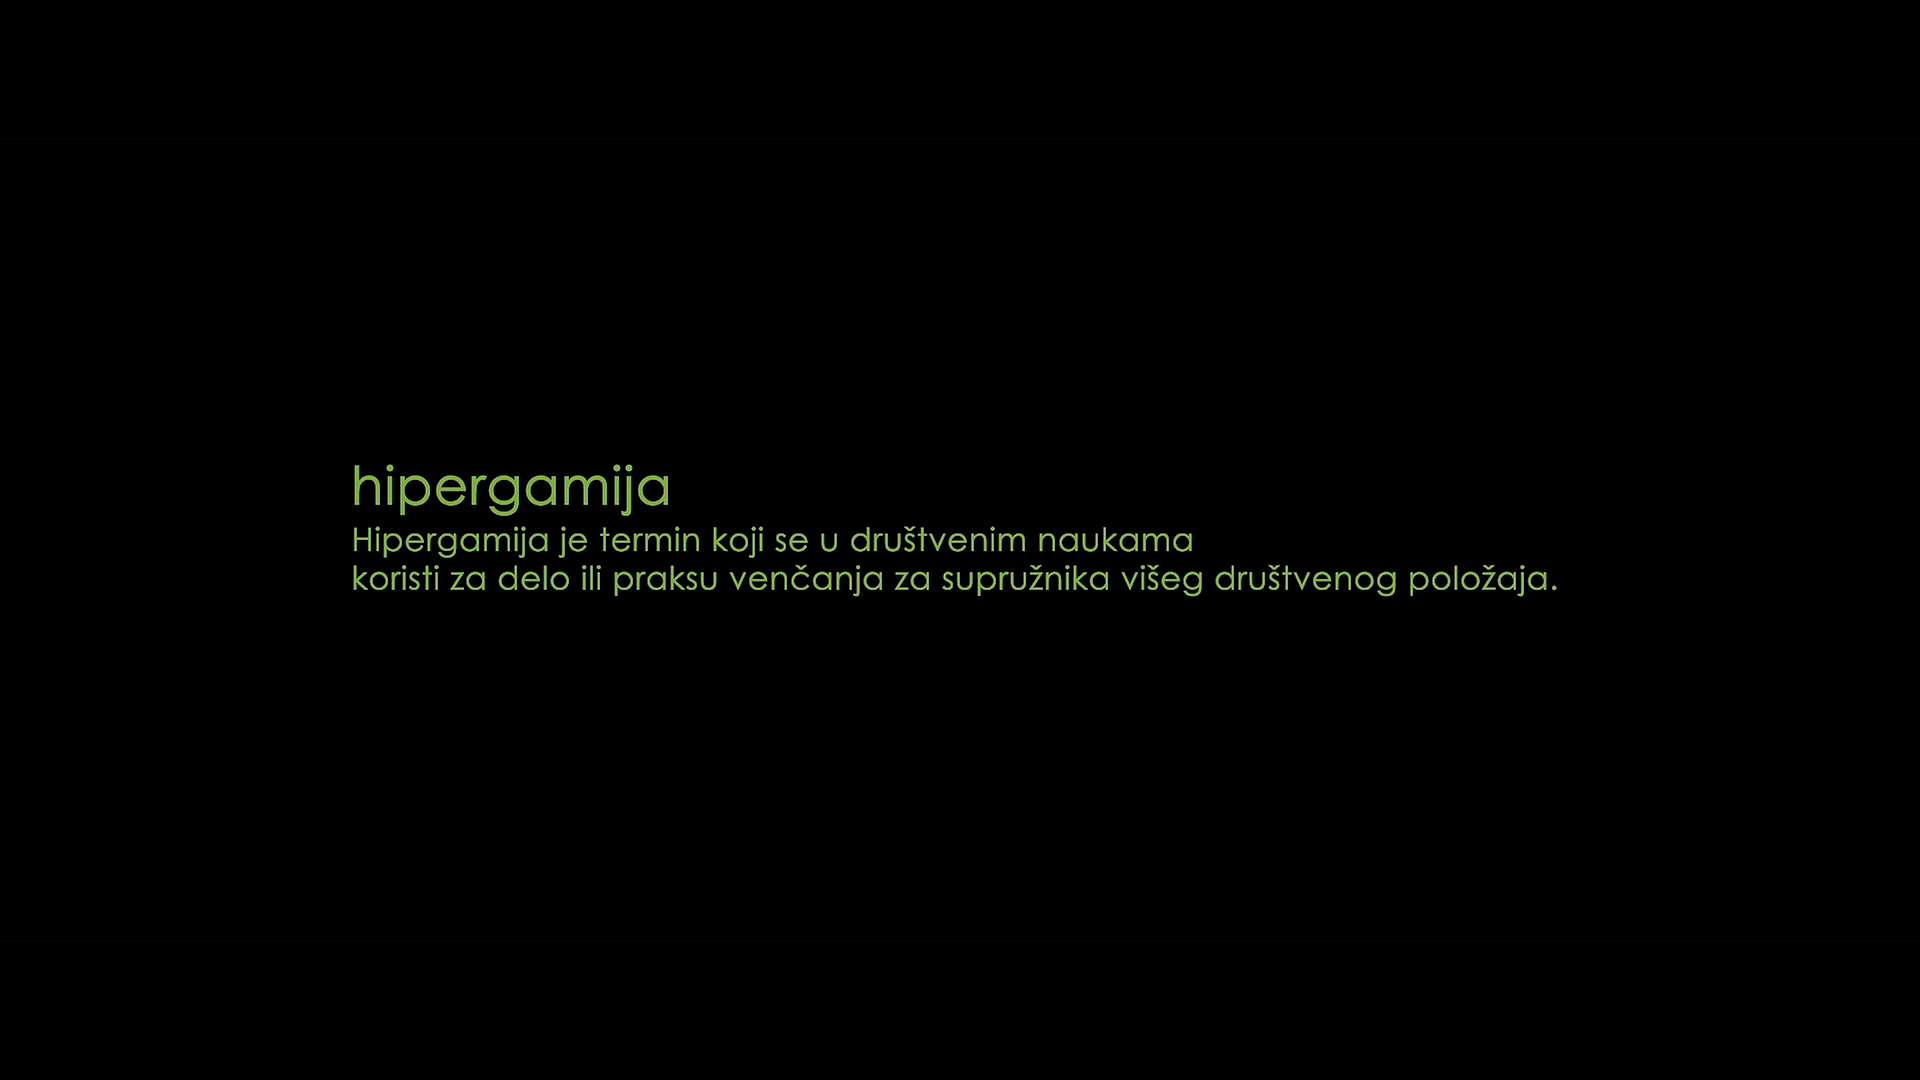 hipergamija
Hipergamija je termin koji se u društvenim naukama
koristi za delo ili praksu venčanja za supružnika višeg društvenog položaja.